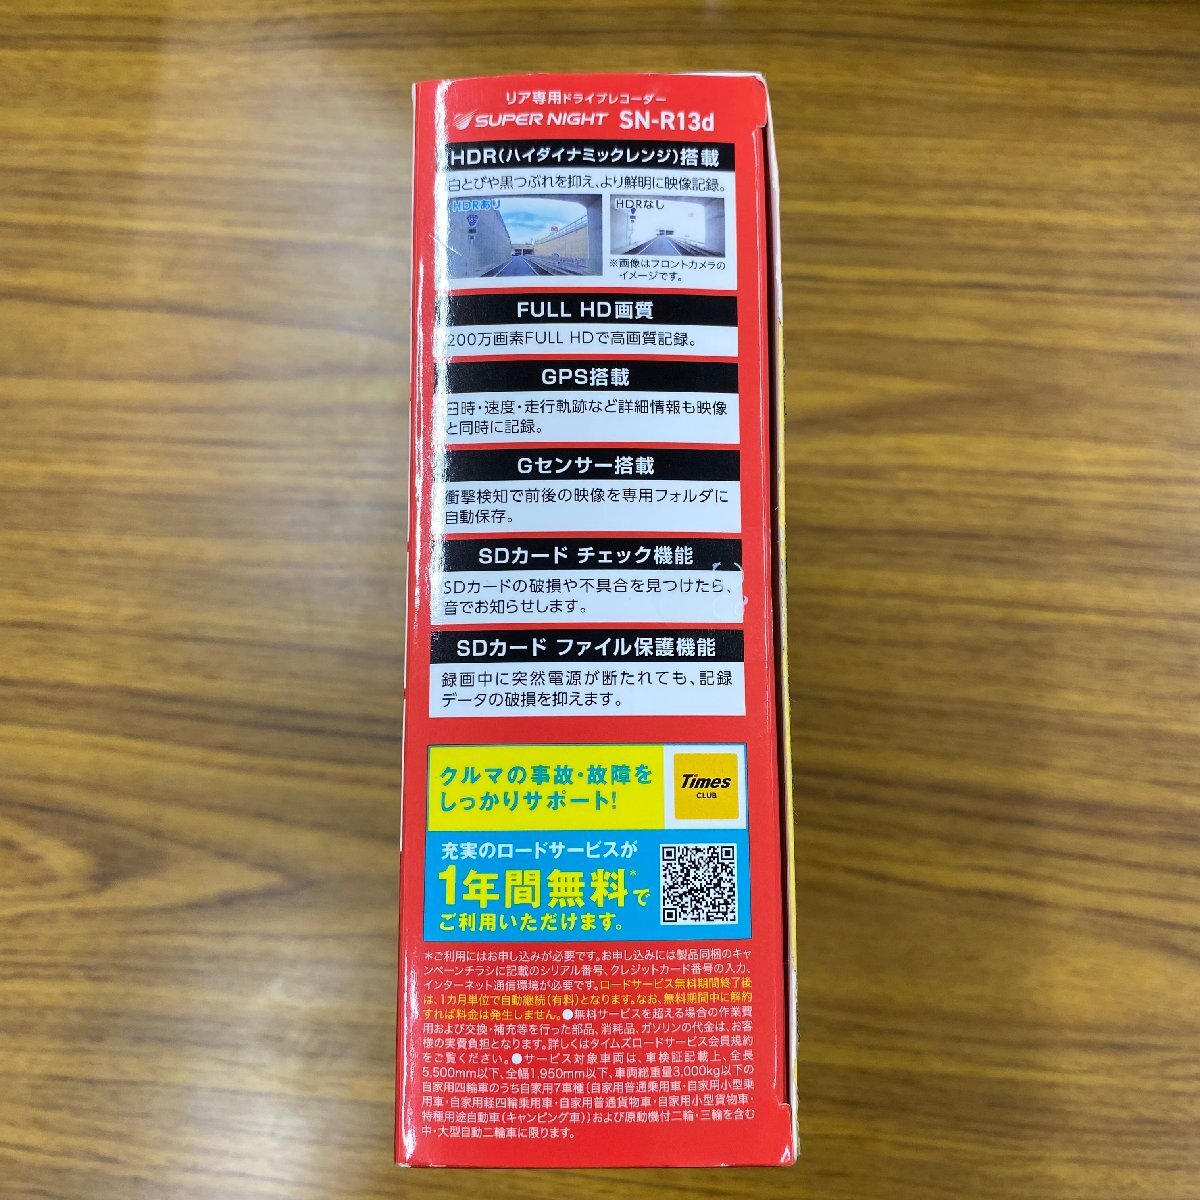 リア専用ドライブレコーダー
SUPER NIGHT SN-R13d
HDR(ハイダイナミックレンジ)搭載
白とびや黒つぶれを抑え、より鮮明に映像記録。
HDRあり
HDRなし
※画像はフロントカメラの
イメージです。
FULL HD画質
200万画素FULL HDで高画質記録。
GPS搭載
日時・速度・走行軌跡など詳細情報も映像
と同時に記録。
Gセンサー搭載
衝撃検知で前後の映像を専用フォルダに
自動保存。
SDカード チェック機能
SDカードの破損や不具合を見つけたら、
音でお知らせします。
SDカード ファイル保護機能
録画中に突然電源が断たれても、記録
データの破損を抑えます。
クルマの事故・故障を
しっかりサポート!
Times
CLUB
充実のロードサービスが
1年間無料*で
ご利用いただけます。
*ご利用にはお申し込みが必要です。お申し込みには製品同梱のキャ
ンペーンチラシに記載のシリアル番号、クレジットカード番号の入力、
インターネット通信環境が必要です。ロードサービス無料期間終了後
は、1カ月単位で自動継続(有料)となります。なお、無料期間中に解約
すれば料金は発生しません。●無料サービスを超える場合の作業費
用および交換・補充等を行った部品、消耗品、ガソリンの代金は、お客
様の実費負担となります。詳しくはタイムズロードサービス会員規約
をご覧ください。●サービス対象車両は、車検証記載上、全長
5,500mm以下、全幅1,950mm以下、車両総重量3,000kg以下の
自家用四輪車のうち自家用7車種(自家用普通乗用車・自家用小型乗
用車・自家用軽四輪乗用車・自家用普通貨物車・自家用小型貨物車・
特種用途自動車(キャンピング車))および原動機付二輪・三輪を含む
中・大型自動二輪車に限ります。